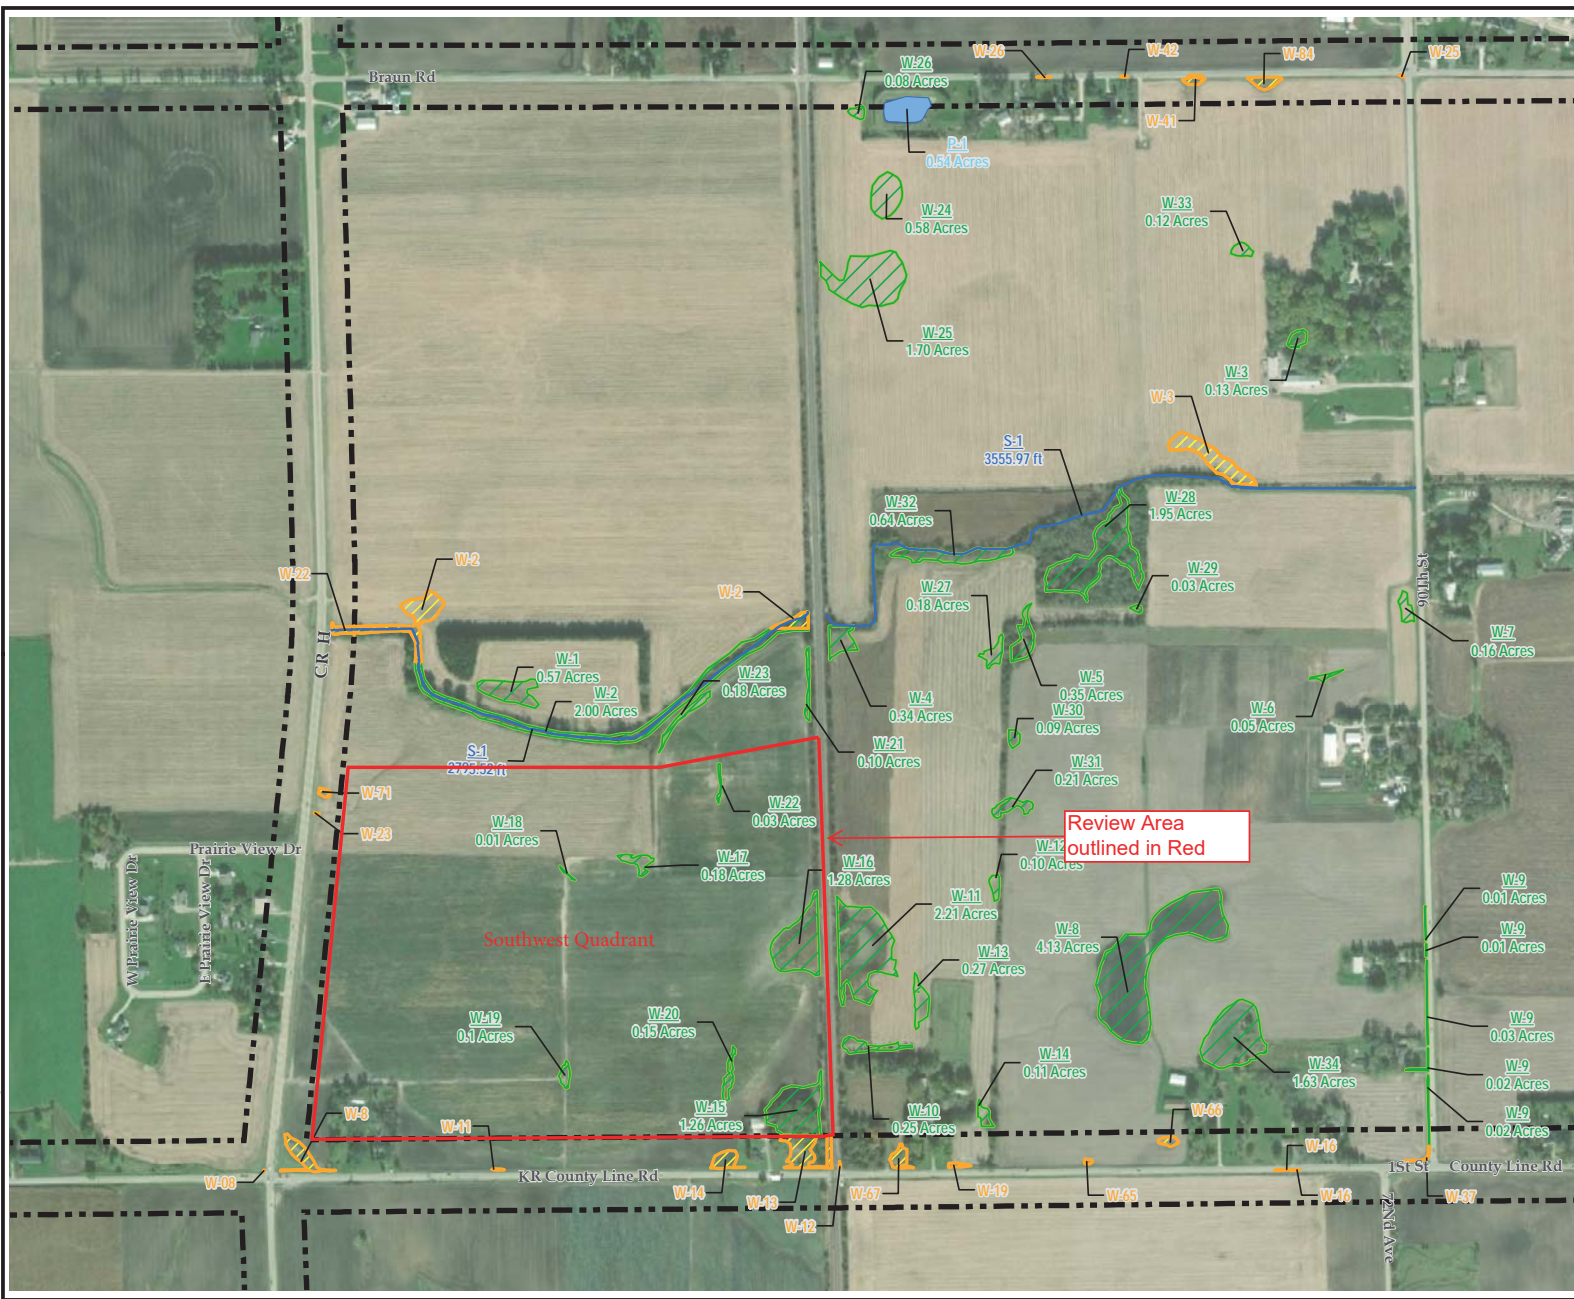 Braun Rd
W-26
0.08 Acres
W-26
W-42
W-84
W-25
W-41
P-1
0.54 Acres
W-24
0.58 Acres
W-33
0.12 Acres
W-25
1.70 Acres
W-3
0.13 Acres
W-3
S-1
3555.97 ft
W-32
0.64 Acres
W-28
1.95 Acres
W-22
W-2
W-2
W-27
0.18 Acres
W-29
0.03 Acres
90Th St
CR H
W-7
0.16 Acres
W-1
0.57 Acres
W-2
2.00 Acres
W-23
0.18 Acres
W-4
0.34 Acres
W-5
0.35 Acres
W-30
0.09 Acres
W-6
0.05 Acres
S-1
2795.52 ft
W-21
0.10 Acres
W-31
0.21 Acres
W-71
W-23
W-22
0.03 Acres
Review Area
outlined in Red
Prairie View Dr
W-18
0.01 Acres
W-17
0.18 Acres
W-16
1.28 Acres
W-12
0.10 Acres
W-11
2.21 Acres
W-8
4.13 Acres
W-9
0.01 Acres
W-9
0.01 Acres
W Prairie View Dr
E Prairie View Dr
Southwest Quadrant
W-13
0.27 Acres
W-19
0.1 Acres
W-20
0.15 Acres
W-9
0.03 Acres
W-14
0.11 Acres
W-34
1.63 Acres
W-9
0.02 Acres
W-15
1.26 Acres
W-10
0.25 Acres
W-9
0.02 Acres
W-8
W-11
W-66
W-16
W-08
KR County Line Rd
W-14
W-13
W-12
W-67
W-19
W-65
W-16
1St St
County Line Rd
W-37
72Nd Ave